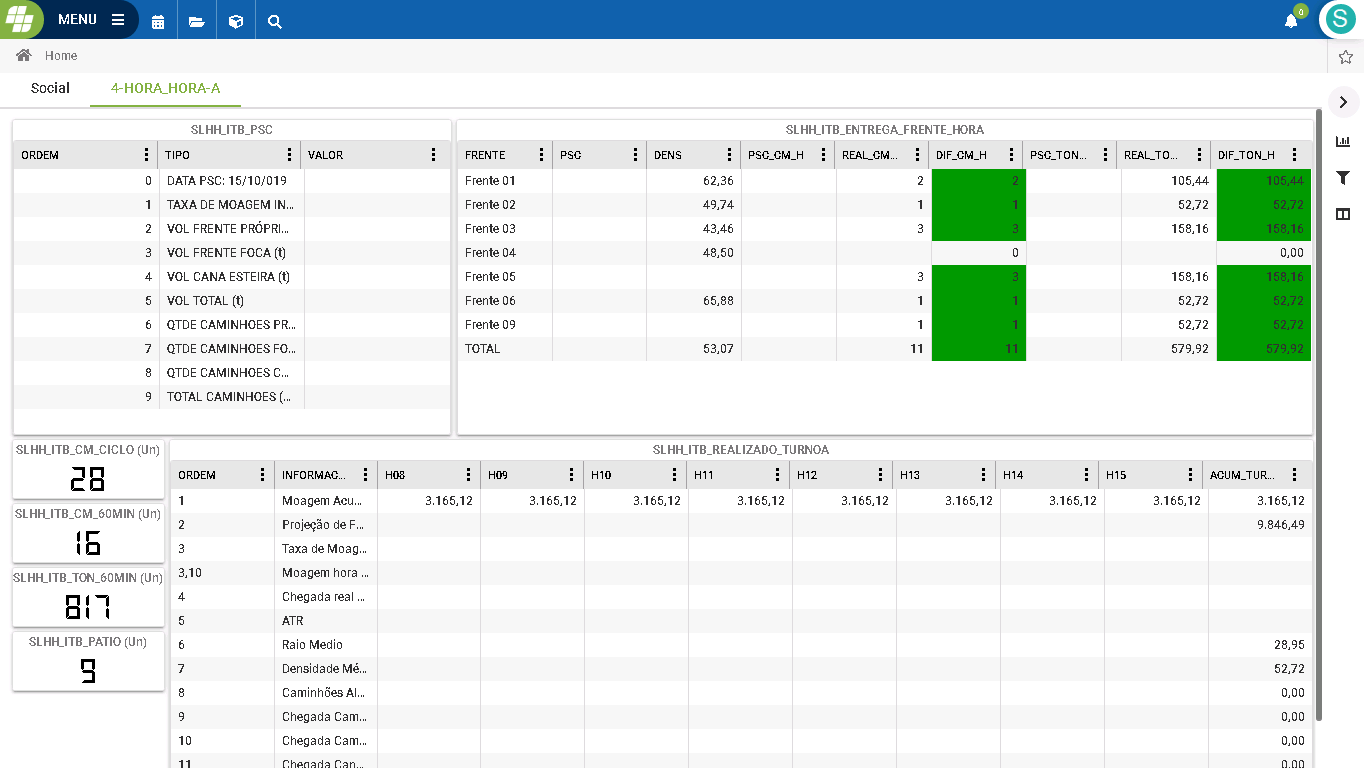 MENU
0
S
Home
Social 4-HORA_HORA-A
SLHH_ITB_PSC
ORDEM TIPO VALOR
0 DATA PSC: 15/10/019
1 TAXA DE MOAGEM IN...
2 VOL FRENTE PRÓPRI...
3 VOL FRENTE FOCA (t)
4 VOL CANA ESTEIRA (t)
5 VOL TOTAL (t)
6 QTDE CAMINHOES PR...
7 QTDE CAMINHOES FO...
8 QTDE CAMINHOES C...
9 TOTAL CAMINHOES (...
SLHH_ITB_ENTREGA_FRENTE_HORA
FRENTE PSC DENS PSC_CM_H REAL_CM... DIF_CM_H PSC_TON... REAL_TO... DIF_TON_H
Frente 01 62,36 2 2 105,44 105,44
Frente 02 49,74 1 1 52,72 52,72
Frente 03 43,46 3 3 158,16 158,16
Frente 04 48,50 0 0,00
Frente 05 3 3 158,16 158,16
Frente 06 65,88 1 1 52,72 52,72
Frente 09 1 1 52,72 52,72
TOTAL 53,07 11 11 579,92 579,92
SLHH_ITB_CM_CICLO (Un)
28
SLHH_ITB_CM_60MIN (Un)
16
SLHH_ITB_TON_60MIN (Un)
817
SLHH_ITB_PATIO (Un)
9
SLHH_ITB_REALIZADO_TURNOA
ORDEM INFORMAC... H08 H09 H10 H11 H12 H13 H14 H15 ACUM_TUR...
1 Moagem Acu... 3.165,12 3.165,12 3.165,12 3.165,12 3.165,12 3.165,12 3.165,12 3.165,12 3.165,12
2 Projeção de F... 9.846,49
3 Taxa de Moag...
3,10 Moagem hora ...
4 Chegada real ...
5 ATR
6 Raio Medio 28,95
7 Densidade Mé... 52,72
8 Caminhões Al... 0,00
9 Chegada Cam... 0,00
10 Chegada Cam... 0,00
11 Chegada Can... 0,00